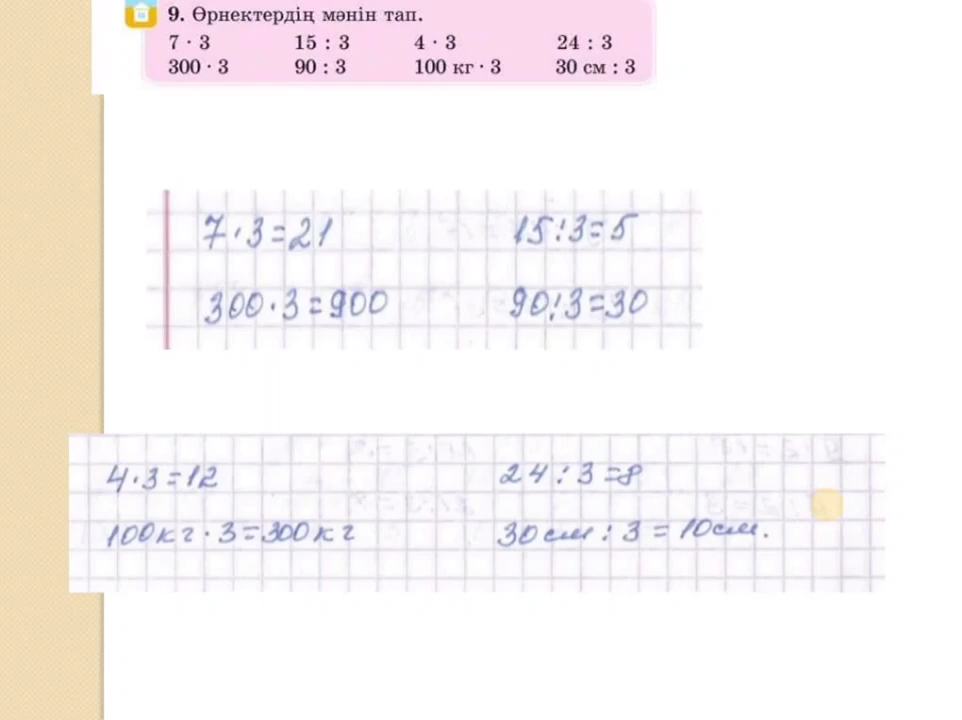 9. Өрнектердің мәнін тап.
7 · 3 15 : 3 4 · 3 24 : 3
300 · 3 90 : 3 100 кг · 3 30 см : 3
7·3=21 15:3=5
300·3=900 90:3=30
4·3=12 24:3=8
100кг·3=300кг 30см:3=10см.